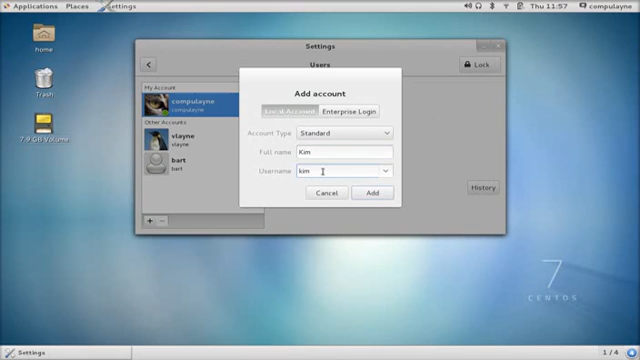 Applications Places Settings Thu 11:57 compulayne
home
Trash
7.9 GB Volume
Settings
Users
Lock
My Account
compulayne
compulayne
Other Accounts
vlayne
vlayne
bart
bart
Add account
Local Account Enterprise Login
Account Type Standard
Full name Kim
Username kim
Cancel Add
History
7
CENTOS
Settings 1 / 4